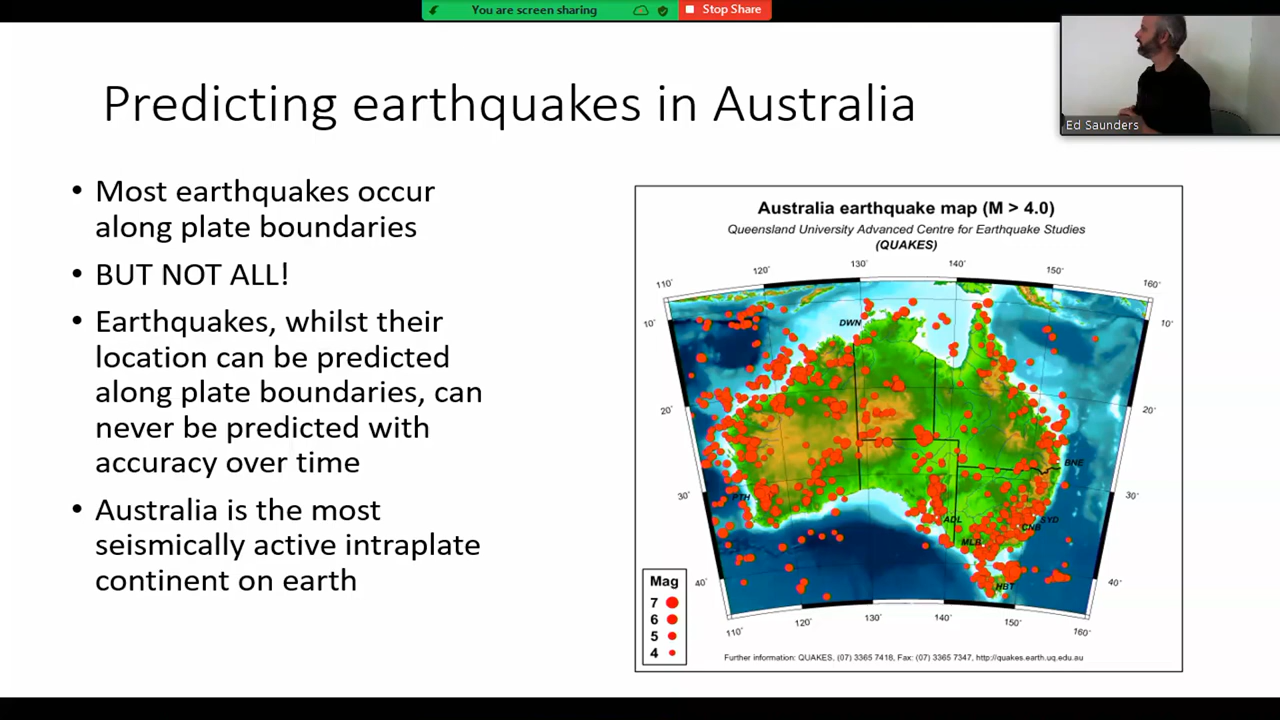 You are screen sharing
Stop Share
Ed Saunders
Predicting earthquakes in Australia
• Most earthquakes occur
along plate boundaries
• BUT NOT ALL!
• Earthquakes, whilst their
location can be predicted
along plate boundaries, can
never be predicted with
accuracy over time
• Australia is the most
seismically active intraplate
continent on earth
Australia earthquake map (M > 4.0)
Queensland University Advanced Centre for Earthquake Studies
(QUAKES)
110˚ 120˚ 130˚ 140˚ 150˚ 160˚
10˚ 10˚
DWN
20˚ 20˚
BNE
30˚ 30˚
PTH
ADL
SYD
CNB
MLB
40˚ 40˚
HBT
110˚ 120˚ 130˚ 140˚ 150˚ 160˚
Mag
7
6
5
4
Further information: QUAKES, (07) 3365 7418, Fax: (07) 3365 7347, http://quakes.earth.uq.edu.au